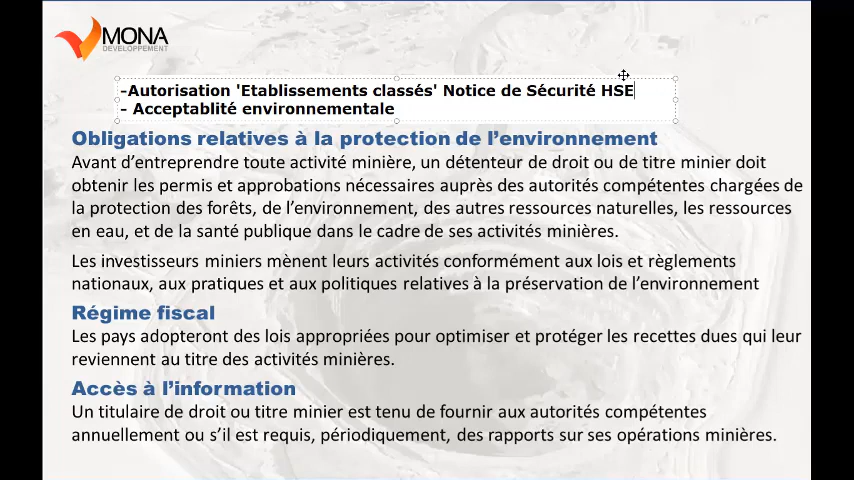 MONA
DEVELOPPEMENT
-Autorisation 'Etablissements classés' Notice de Sécurité HSE
- Acceptablité environnementale
Obligations relatives à la protection de l’environnement
Avant d’entreprendre toute activité minière, un détenteur de droit ou de titre minier doit
obtenir les permis et approbations nécessaires auprès des autorités compétentes chargées de
la protection des forêts, de l’environnement, des autres ressources naturelles, les ressources
en eau, et de la santé publique dans le cadre de ses activités minières.
Les investisseurs miniers mènent leurs activités conformément aux lois et règlements
nationaux, aux pratiques et aux politiques relatives à la préservation de l’environnement
Régime fiscal
Les pays adopteront des lois appropriées pour optimiser et protéger les recettes dues qui leur
reviennent au titre des activités minières.
Accès à l’information
Un titulaire de droit ou titre minier est tenu de fournir aux autorités compétentes
annuellement ou s’il est requis, périodiquement, des rapports sur ses opérations minières.